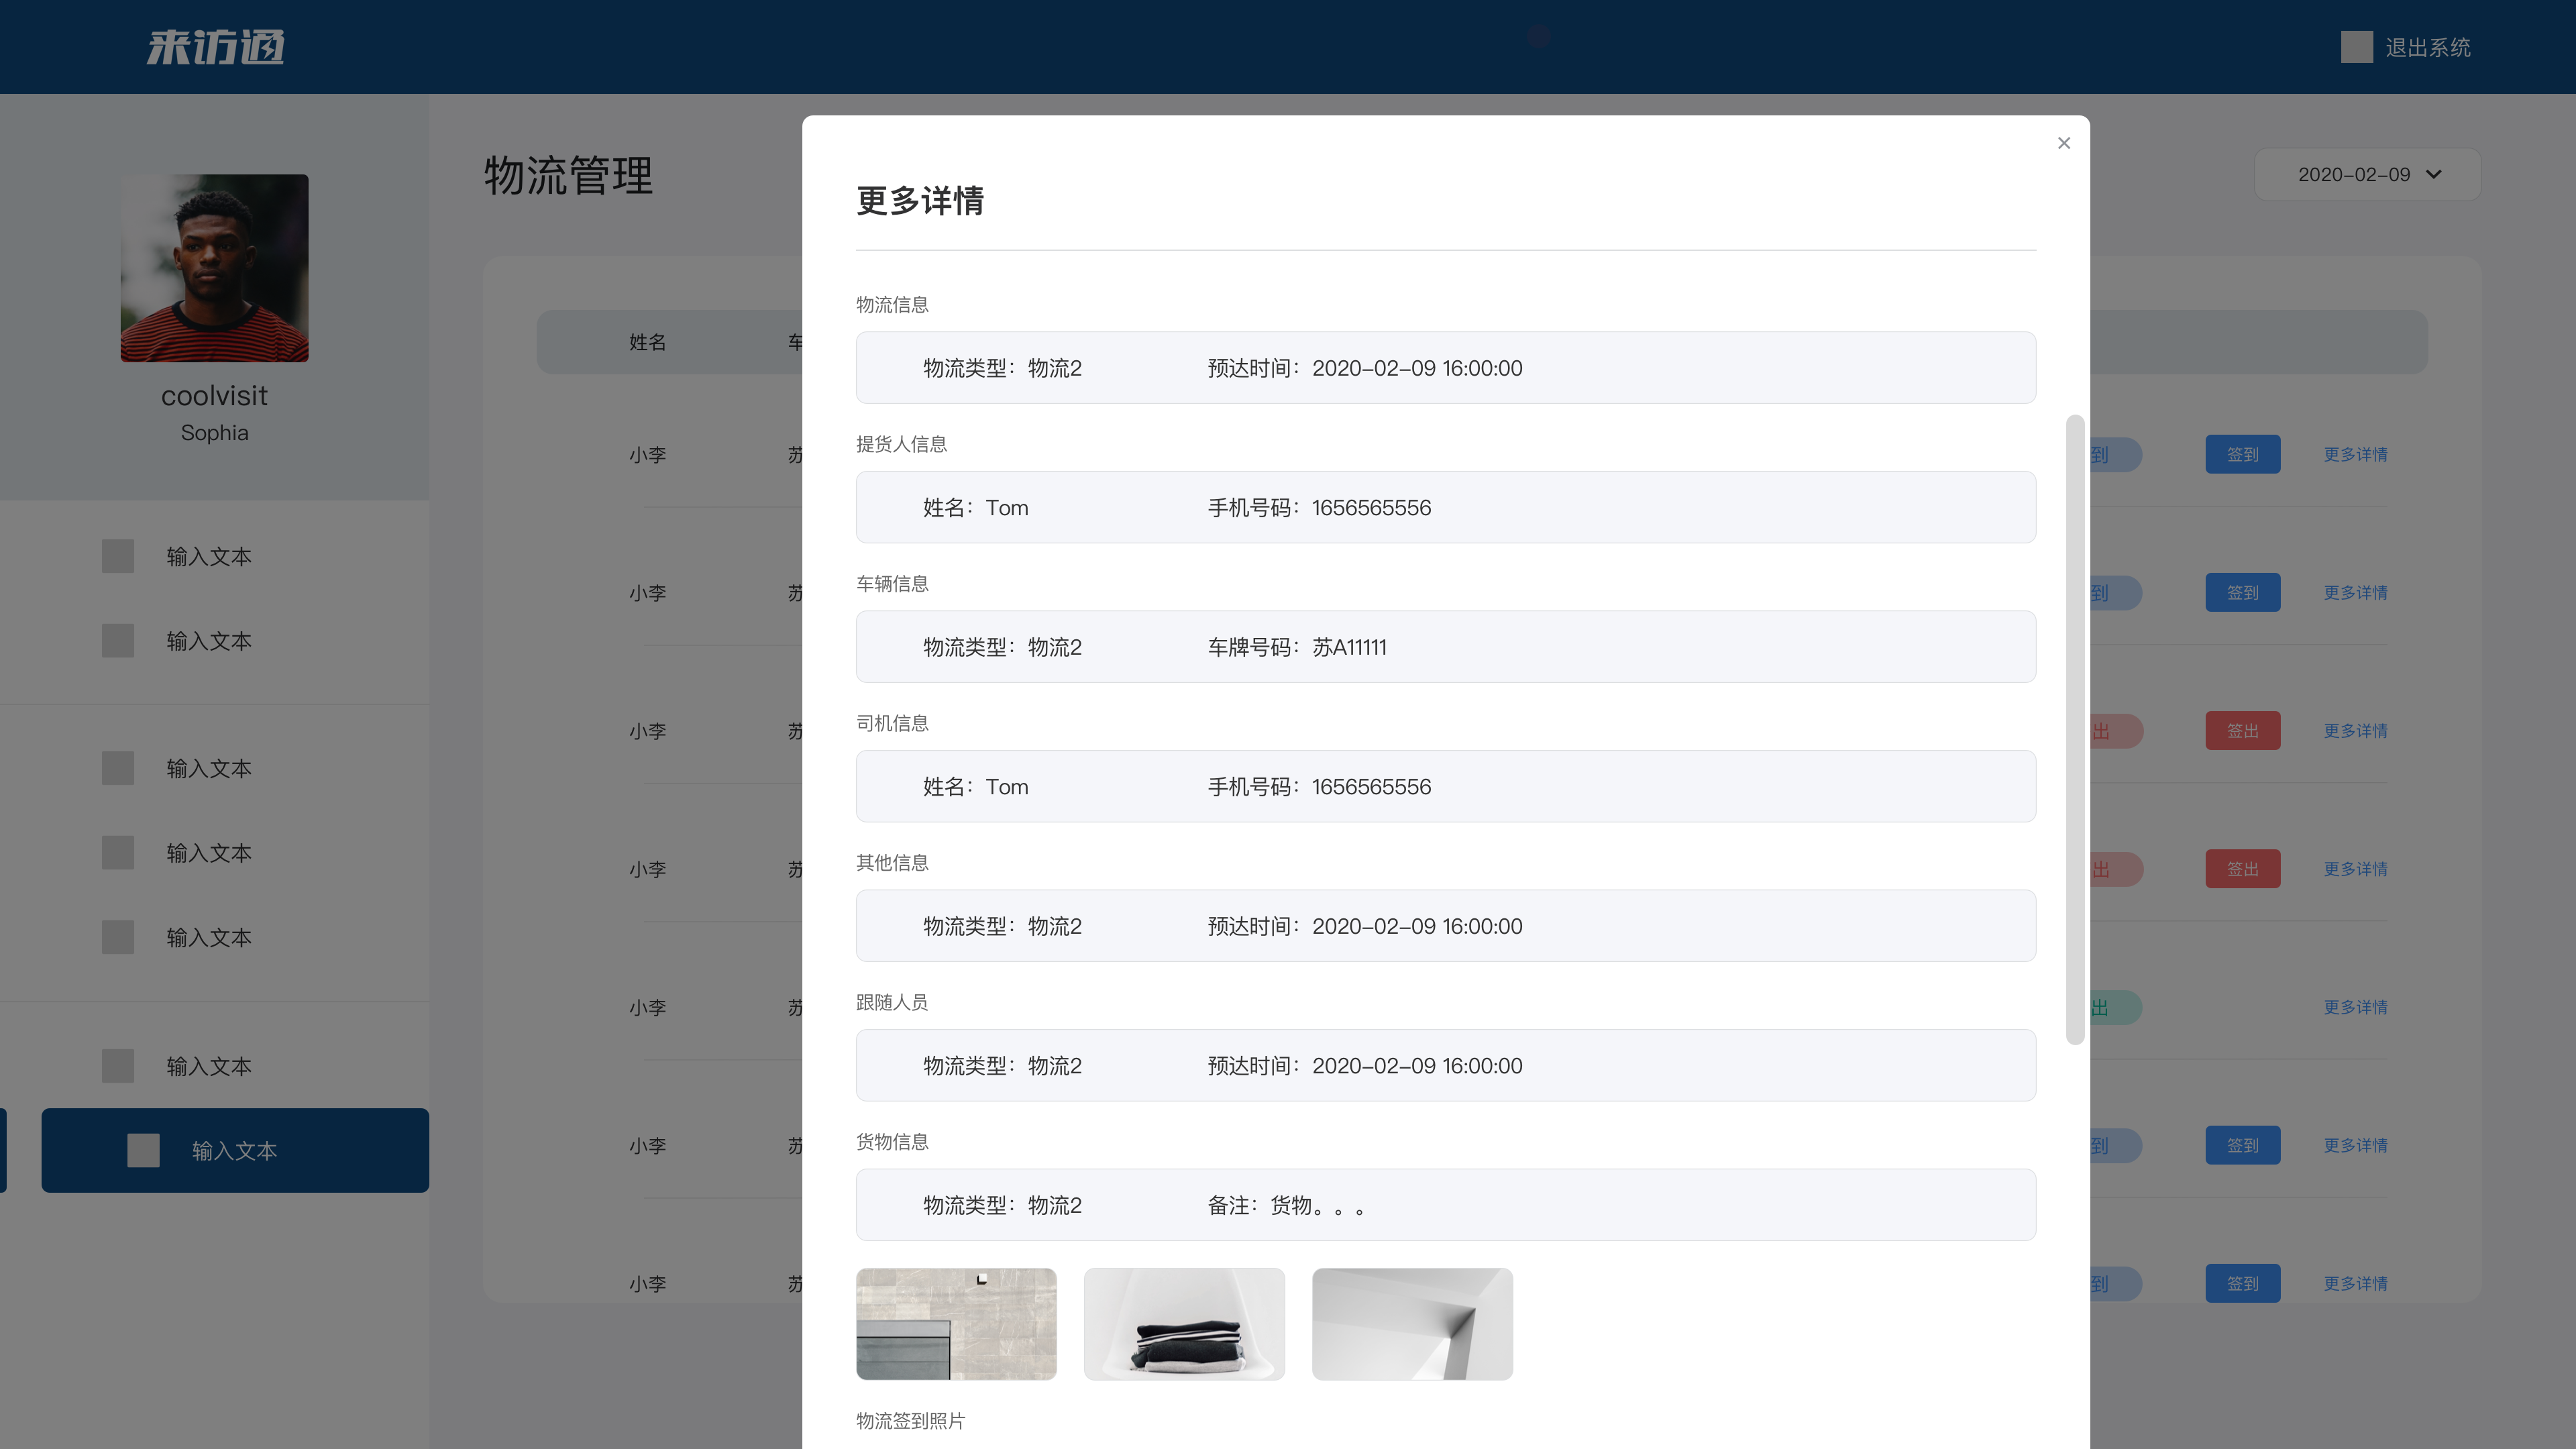 来访通
退出系统
coolvisit
Sophia
输入文本
输入文本
输入文本
输入文本
输入文本
输入文本
输入文本
物流管理
2020-02-09
姓名 车
小李 苏 到 签到 更多详情
小李 苏 到 签到 更多详情
小李 苏 出 签出 更多详情
小李 苏 出 签出 更多详情
小李 苏 出 更多详情
小李 苏 到 签到 更多详情
小李 苏 到 签到 更多详情
×
更多详情
物流信息
物流类型：物流2 预达时间：2020-02-09 16:00:00
提货人信息
姓名：Tom 手机号码：1656565556
车辆信息
物流类型：物流2 车牌号码：苏A11111
司机信息
姓名：Tom 手机号码：1656565556
其他信息
物流类型：物流2 预达时间：2020-02-09 16:00:00
跟随人员
物流类型：物流2 预达时间：2020-02-09 16:00:00
货物信息
物流类型：物流2 备注：货物。。。
物流签到照片